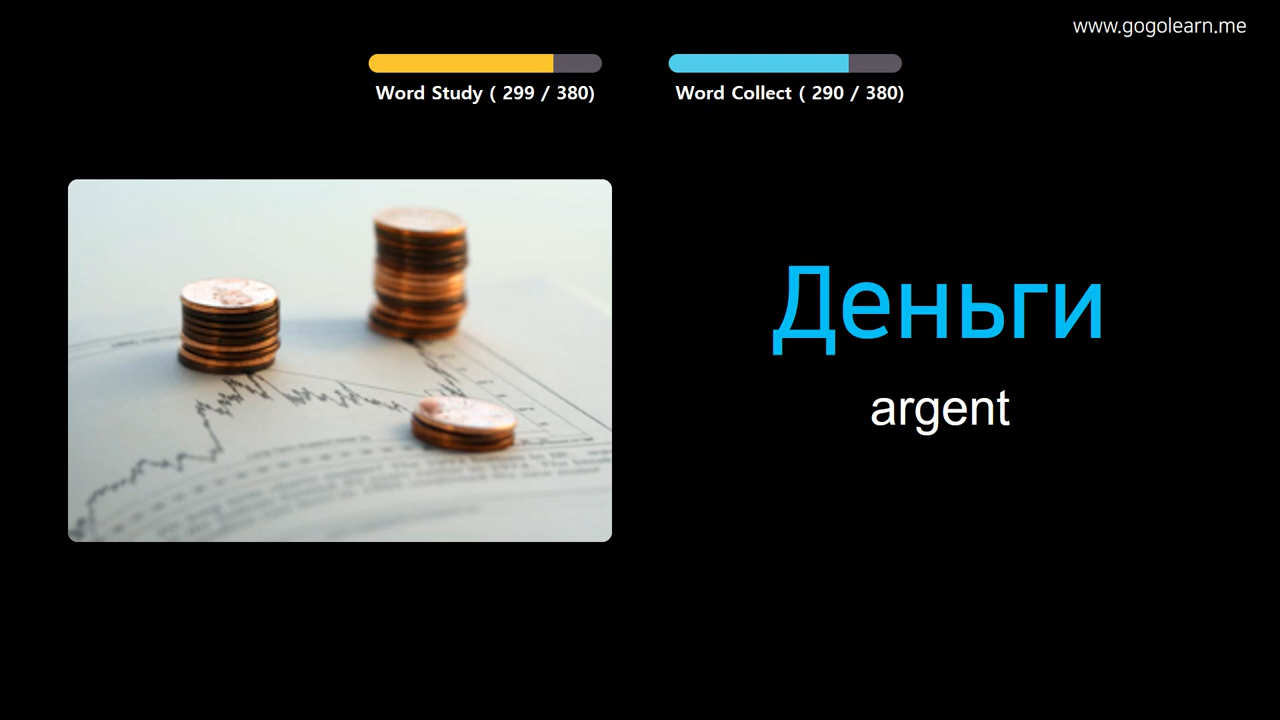 www.gogolearn.me
Word Study ( 299 / 380)
Word Collect ( 290 / 380)
Деньги
argent